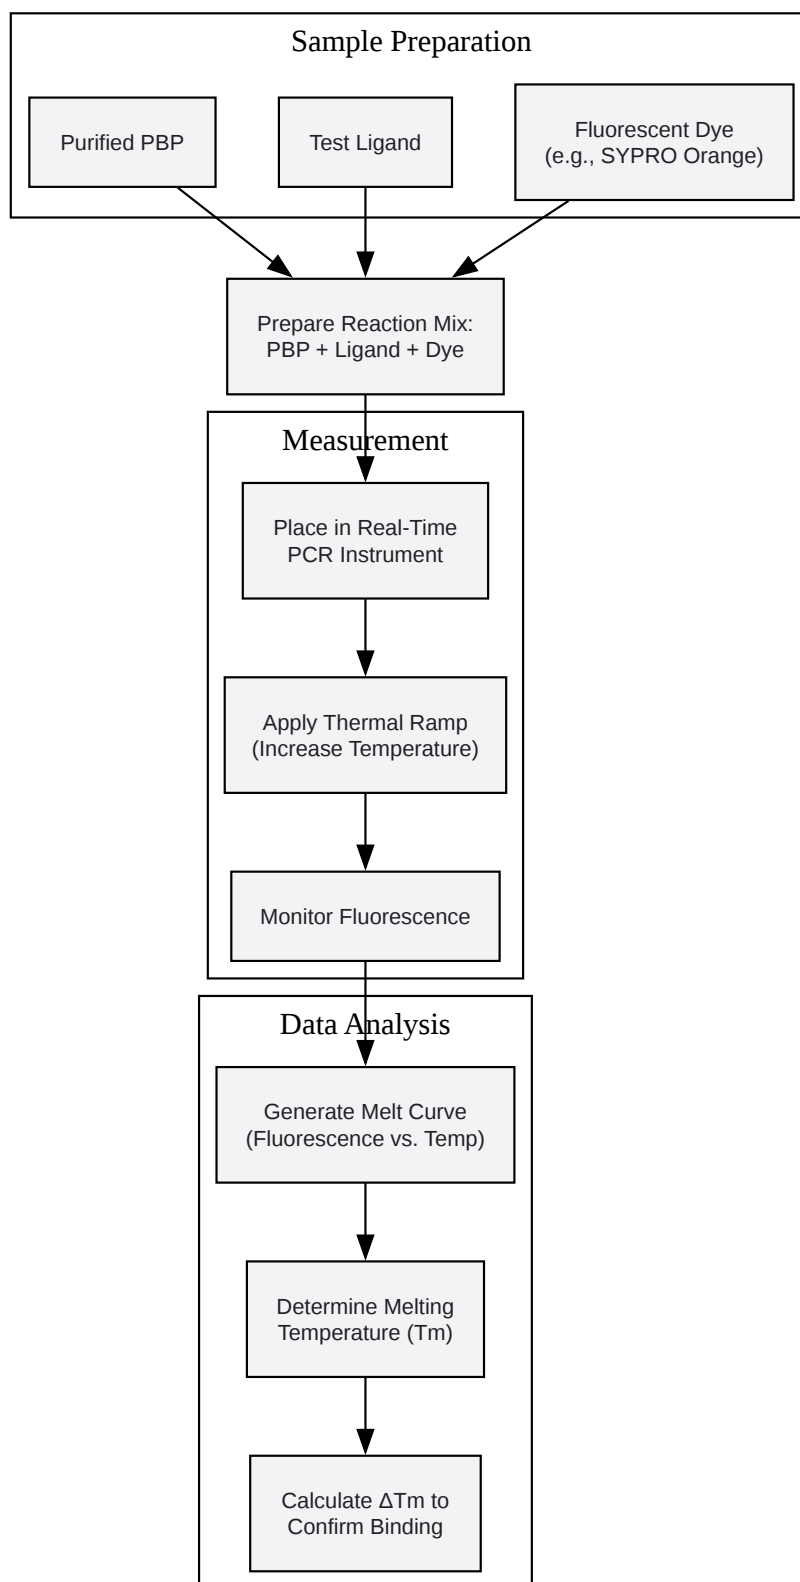 Sample Preparation
Purified PBP
Test Ligand
Fluorescent Dye
(e.g., SYPRO Orange)
Prepare Reaction Mix:
PBP + Ligand + Dye
Measurement
Place in Real-Time
PCR Instrument
Apply Thermal Ramp
(Increase Temperature)
Monitor Fluorescence
Data Analysis
Generate Melt Curve
(Fluorescence vs. Temp)
Determine Melting
Temperature (Tm)
Calculate ΔTm to
Confirm Binding